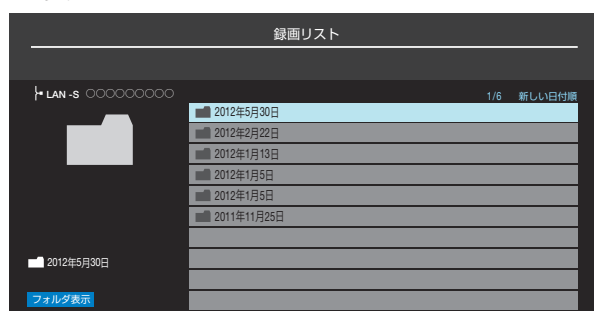 録画リスト
LAN -S ○○○○○○○○○
1/6 新しい日付順
2012年5月30日
2012年2月22日
2012年1月13日
2012年1月5日
2012年1月5日
2011年11月25日
2012年5月30日
フォルダ表示